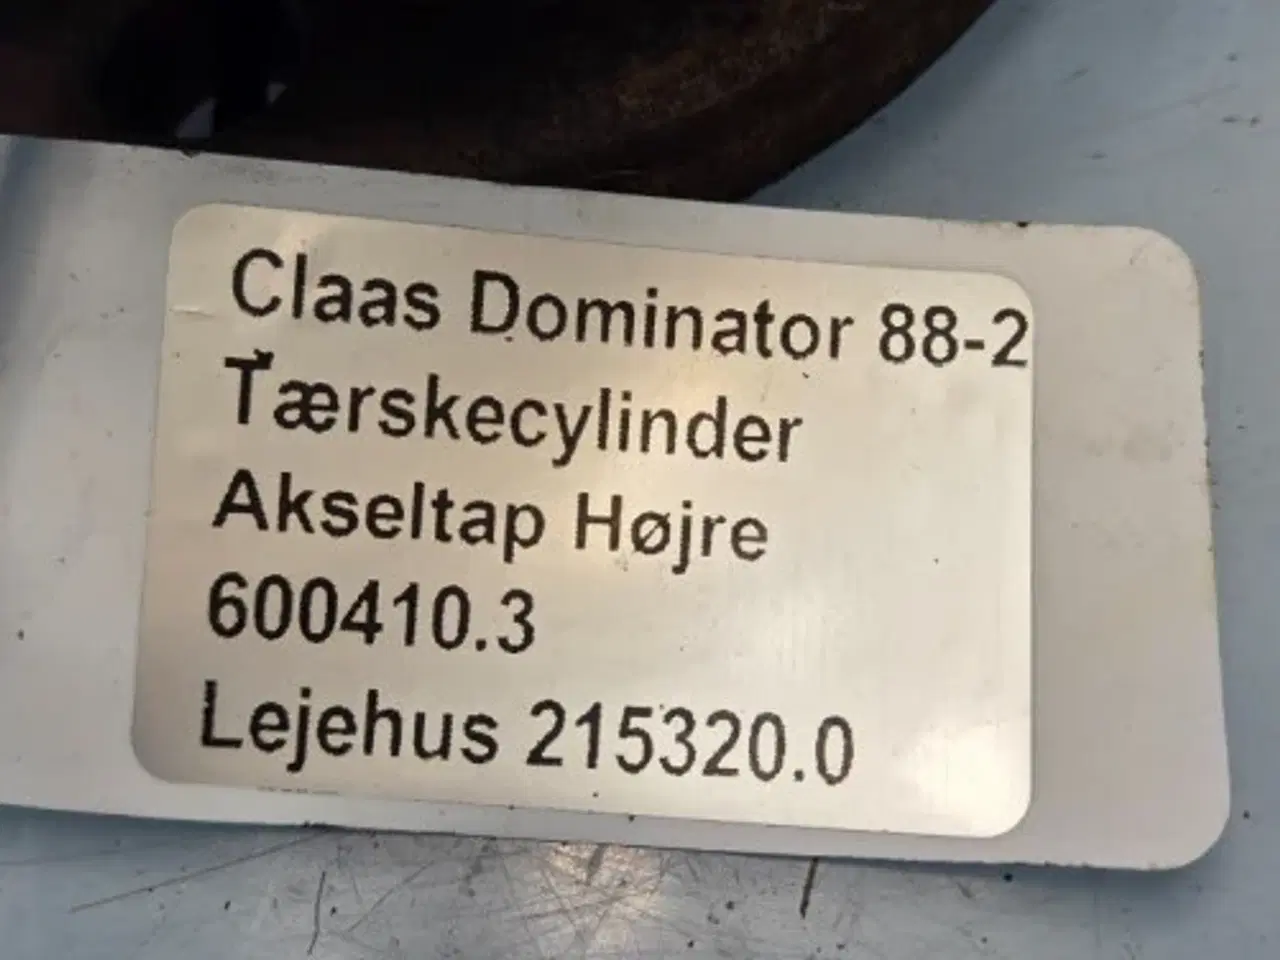 Claas Dominator 88-2
Tærskecylinder
Akseltap Højre
600410.3
Lejehus 215320.0